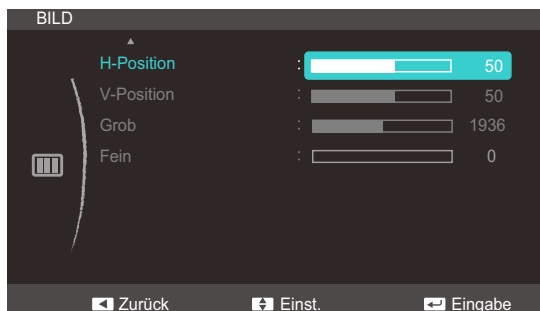 BILD
H-Position : 50
V-Position : 50
Grob : 1936
Fein : 0
Zurück Einst. Eingabe